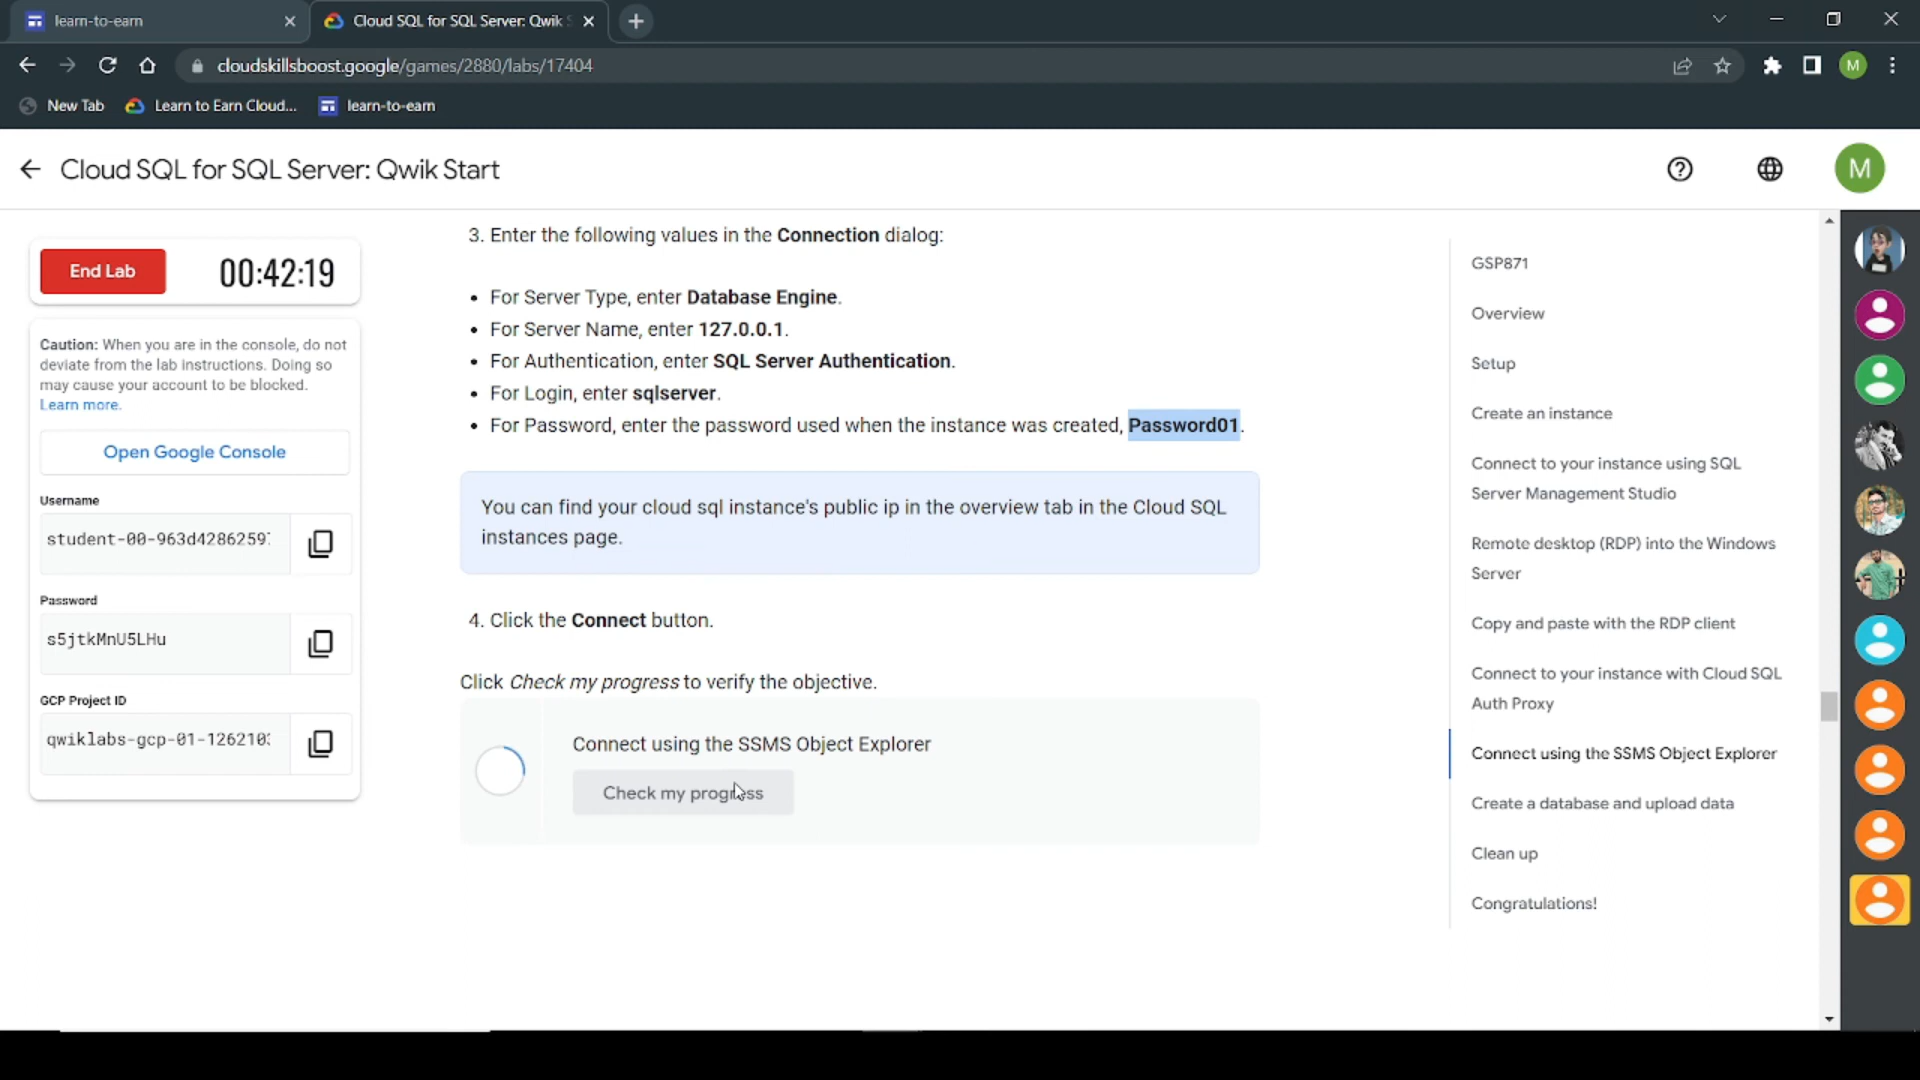 learn-to-earn
Cloud SQL for SQL Server: Qwik
cloudskillsboost.google/games/2880/labs/17404
M
New Tab
Learn to Earn Cloud...
learn-to-earn
Cloud SQL for SQL Server: Qwik Start
M
End Lab
00:42:19
Caution: When you are in the console, do not
deviate from the lab instructions. Doing so
may cause your account to be blocked.
Learn more.
Open Google Console
Username
student-00-963d4286259
Password
s5jtkMnU5LHu
GCP Project ID
qwiklabs-gcp-01-126210
3. Enter the following values in the Connection dialog:
• For Server Type, enter Database Engine.
• For Server Name, enter 127.0.0.1.
• For Authentication, enter SQL Server Authentication.
• For Login, enter sqlserver.
• For Password, enter the password used when the instance was created, Password01.
You can find your cloud sql instance's public ip in the overview tab in the Cloud SQL
instances page.
4. Click the Connect button.
Click Check my progress to verify the objective.
Connect using the SSMS Object Explorer
Check my progress
GSP871
Overview
Setup
Create an instance
Connect to your instance using SQL
Server Management Studio
Remote desktop (RDP) into the Windows
Server
Copy and paste with the RDP client
Connect to your instance with Cloud SQL
Auth Proxy
Connect using the SSMS Object Explorer
Create a database and upload data
Clean up
Congratulations!